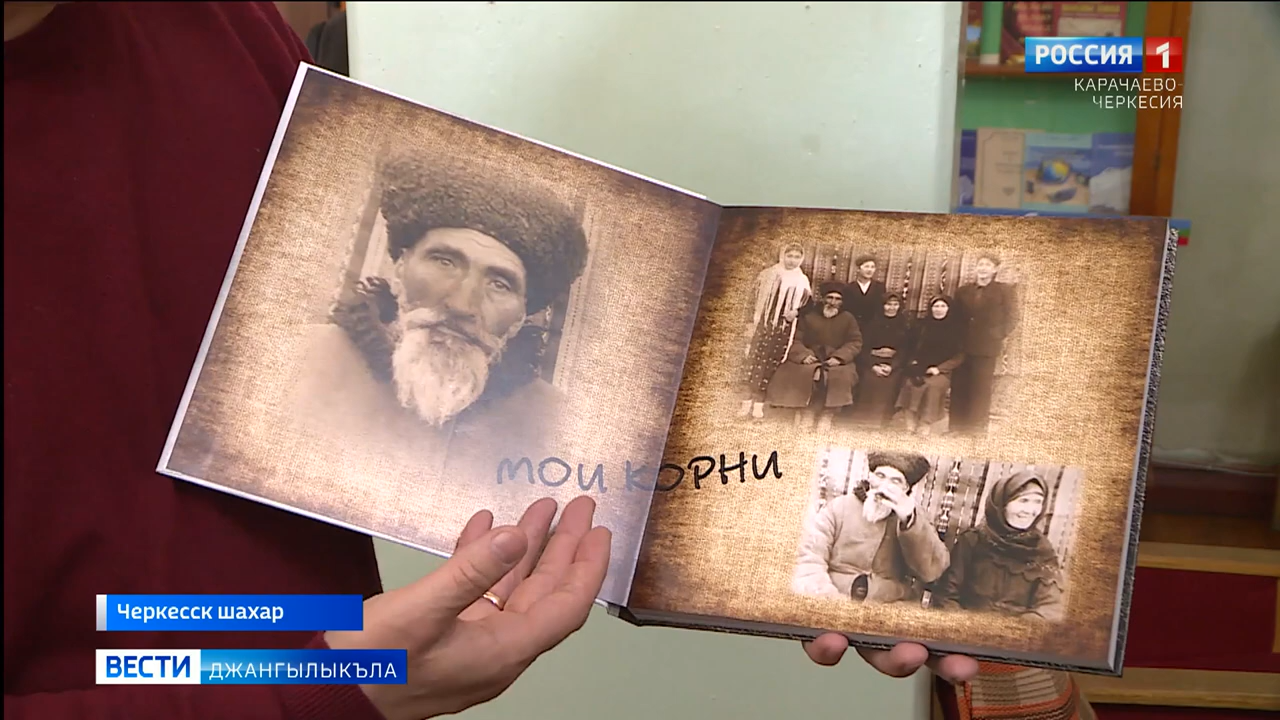 РОССИЯ 1
КАРАЧАЕВО-
ЧЕРКЕСИЯ
МОИ КОРНИ
Черкесск шахар
ВЕСТИ ДЖАНГЫЛЫКЪЛА